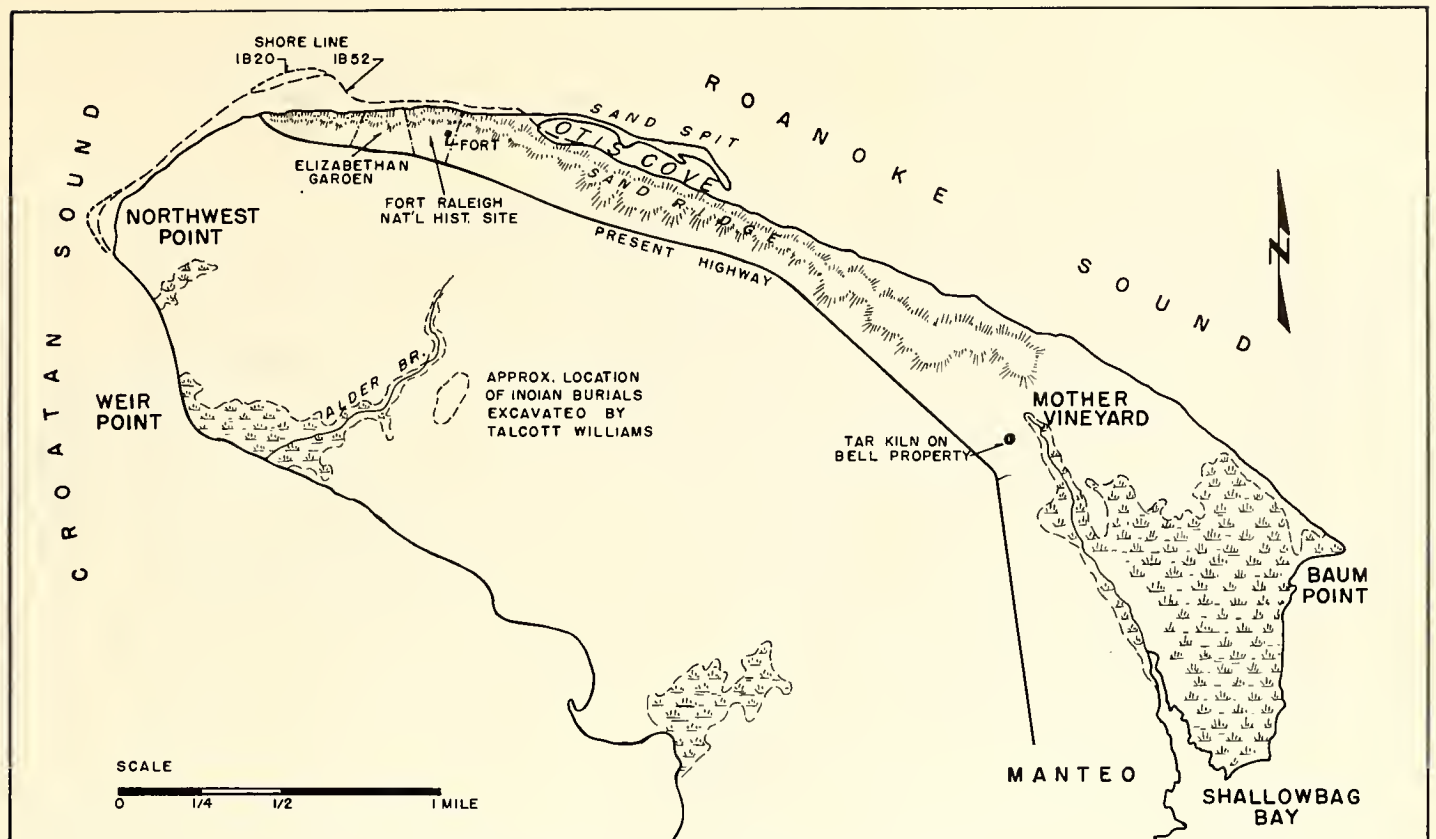 SHORE LINE
1820 1852
ROANOKE
SOUND
CROATAN SOUND
SAND SPIT
OTIS COVE
SAND RIDGE
FORT
ELIZABETHAN
GARDEN
FORT RALEIGH
NAT'L HIST. SITE
NORTHWEST
POINT
PRESENT HIGHWAY
N
ALDER BR.
WEIR
POINT
APPROX. LOCATION
OF INDIAN BURIALS
EXCAVATED BY
TALCOTT WILLIAMS
MOTHER
VINEYARD
TAR KILN ON
BELL PROPERTY
BAUM
POINT
MANTEO
SHALLOWBAG
BAY
SCALE
0 1/4 1/2 1 MILE